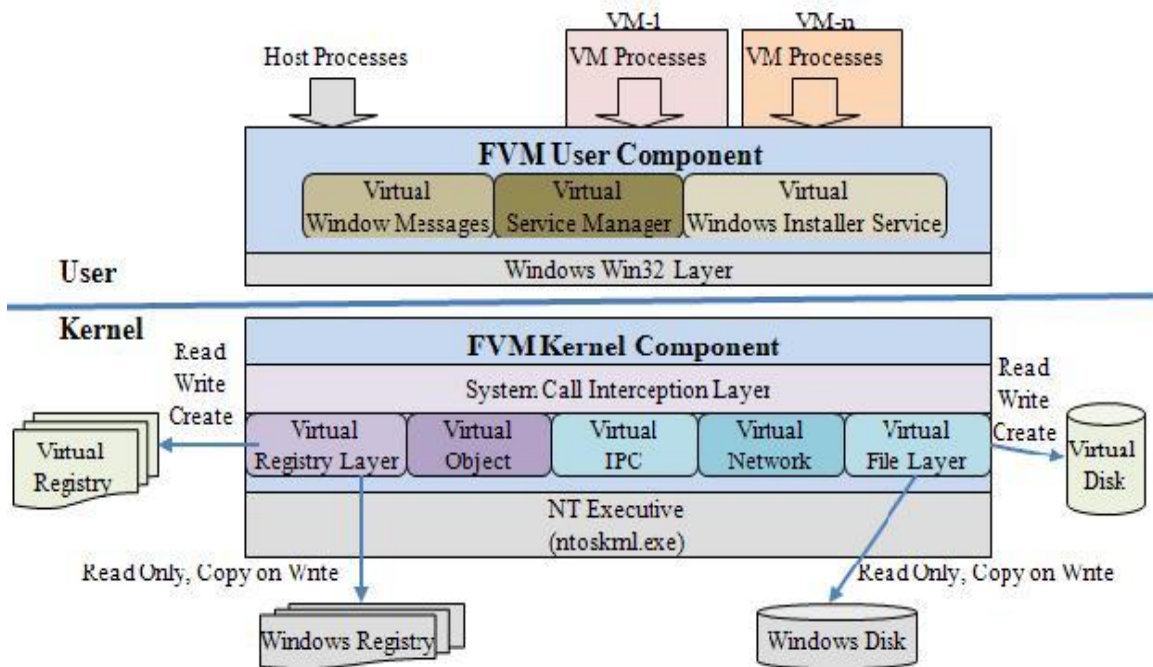 VM-1
VM-n
Host Processes
VM Processes
VM Processes
FVM User Component
Virtual
Window Messages
Virtual
Service Manager
Virtual
Windows Installer Service
Windows Win32 Layer
User
Kernel
FVM Kernel Component
System Call Interception Layer
Read
Write
Create
Virtual
Registry Layer
Virtual
Object
Virtual
IPC
Virtual
Network
Virtual
File Layer
Read
Write
Create
Virtual
Registry
Virtual
Disk
NT Executive
(ntoskrnl.exe)
Read Only, Copy on Write
Read Only, Copy on Write
Windows Registry
Windows Disk